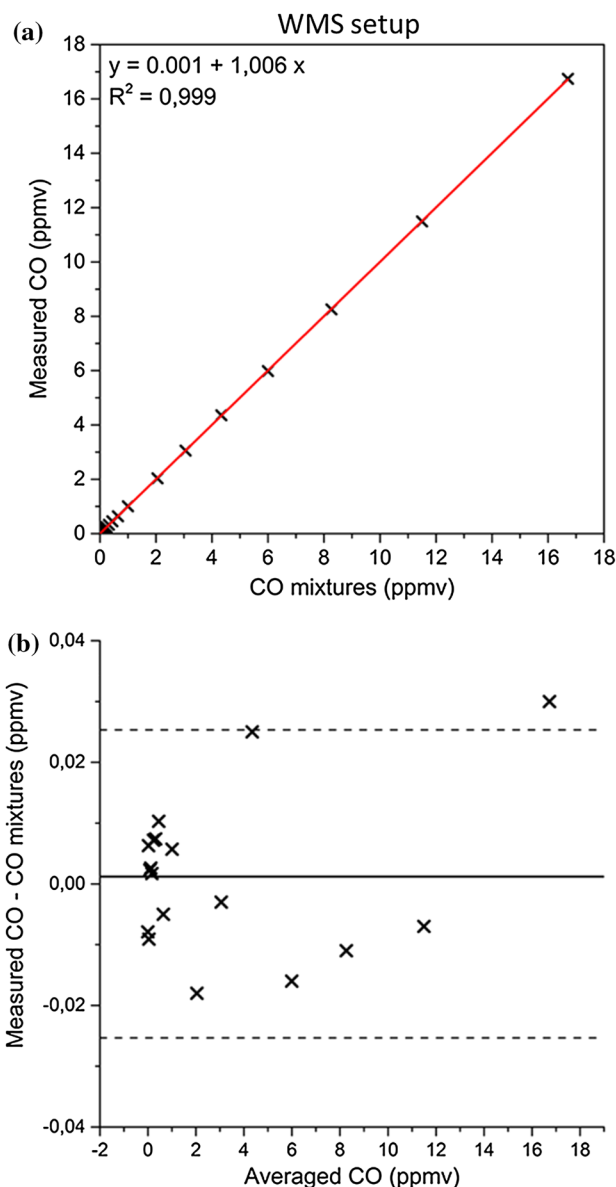 (a)
WMS setup
y = 0.001 + 1,006 x
R² = 0,999
18
16
14
12
10
8
6
4
2
0
Measured CO (ppmv)
0 2 4 6 8 10 12 14 16 18
CO mixtures (ppmv)
(b)
0,04
0,02
0,00
-0,02
-0,04
Measured CO - CO mixtures (ppmv)
-2 0 2 4 6 8 10 12 14 16 18
Averaged CO (ppmv)